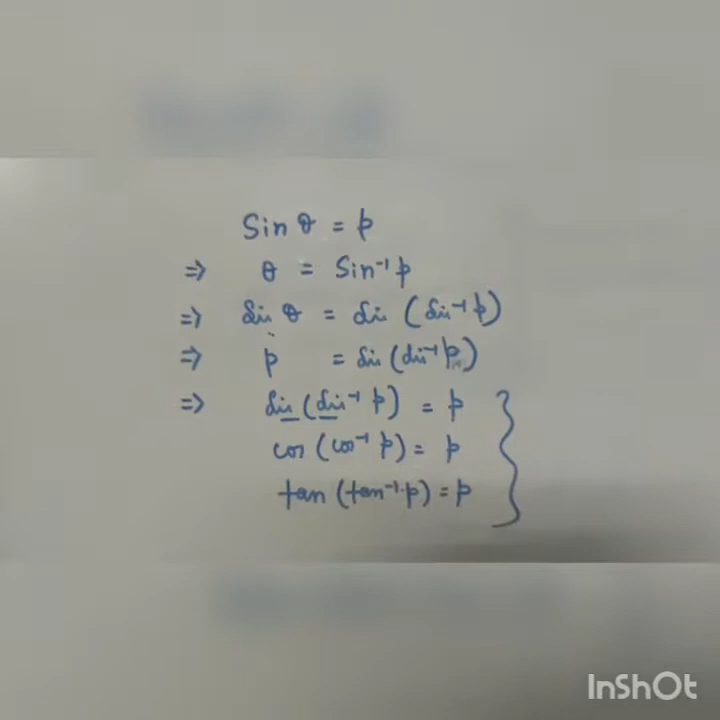 Sin θ = p
⇒ θ = Sin⁻¹p
⇒ Sin θ = Sin (Sin⁻¹ p)
⇒ p = Sin (Sin⁻¹ p)
⇒ Sin (Sin⁻¹ p) = p
cos (cos⁻¹ p) = p
tan (tan⁻¹ p) = p
InShOt